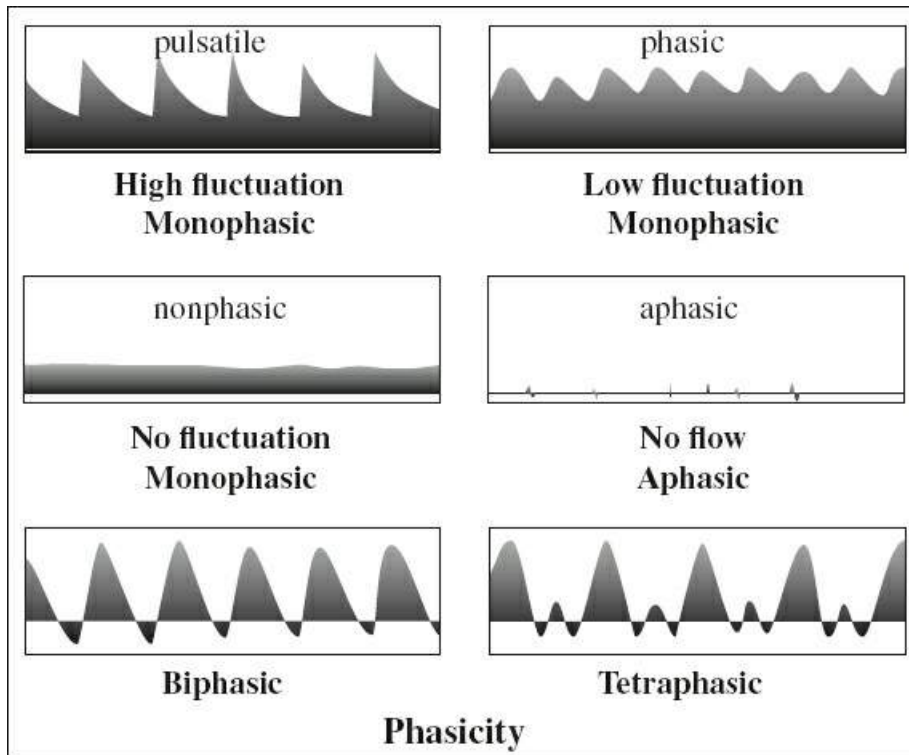 pulsatile
phasic
High fluctuation
Monophasic
Low fluctuation
Monophasic
nonphasic
aphasic
No fluctuation
Monophasic
No flow
Aphasic
Biphasic
Tetraphasic
Phasicity